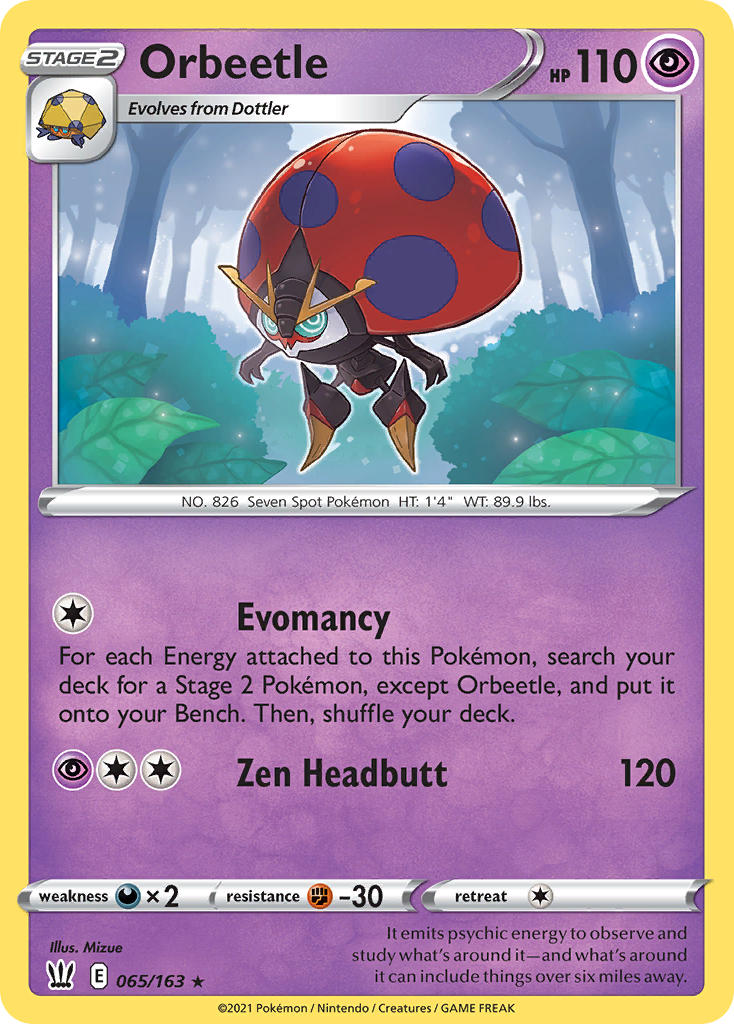 STAGE 2
Orbeetle
HP 110
Evolves from Dottler
NO. 826 Seven Spot Pokémon HT: 1'4" WT: 89.9 lbs.
Evomancy
For each Energy attached to this Pokémon, search your
deck for a Stage 2 Pokémon, except Orbeetle, and put it
onto your Bench. Then, shuffle your deck.
Zen Headbutt 120
weakness ×2 resistance -30 retreat
Illus. Mizue
It emits psychic energy to observe and
study what's around it—and what's around
it can include things over six miles away.
E 065/163 ★
©2021 Pokémon / Nintendo / Creatures / GAME FREAK